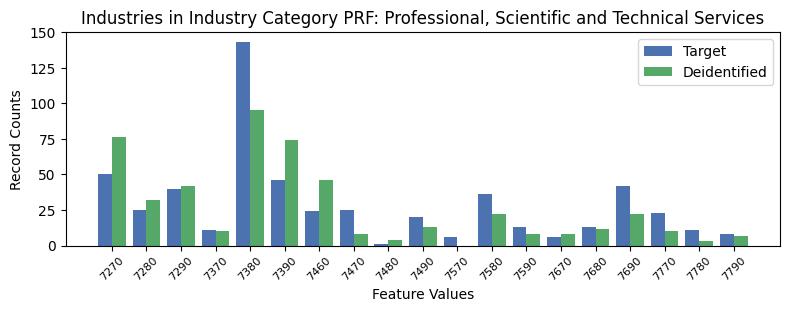 Industries in Industry Category PRF: Professional, Scientific and Technical Services
Target
Deidentified
Record Counts
150
125
100
75
50
25
0
7270 7280 7290 7370 7380 7390 7460 7470 7480 7490 7570 7580 7590 7670 7680 7690 7770 7780 7790
Feature Values